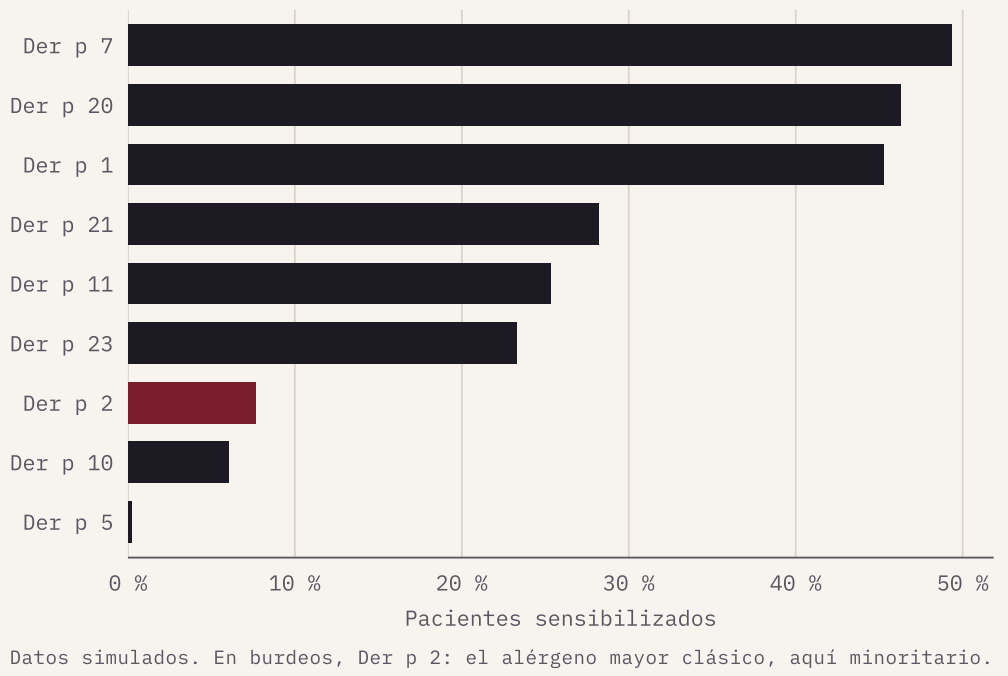 Der p 7
Der p 20
Der p 1
Der p 21
Der p 11
Der p 23
Der p 2
Der p 10
Der p 5
0 % 10 % 20 % 30 % 40 % 50 %
Pacientes sensibilizados
Datos simulados. En burdeos, Der p 2: el alérgeno mayor clásico, aquí minoritario.